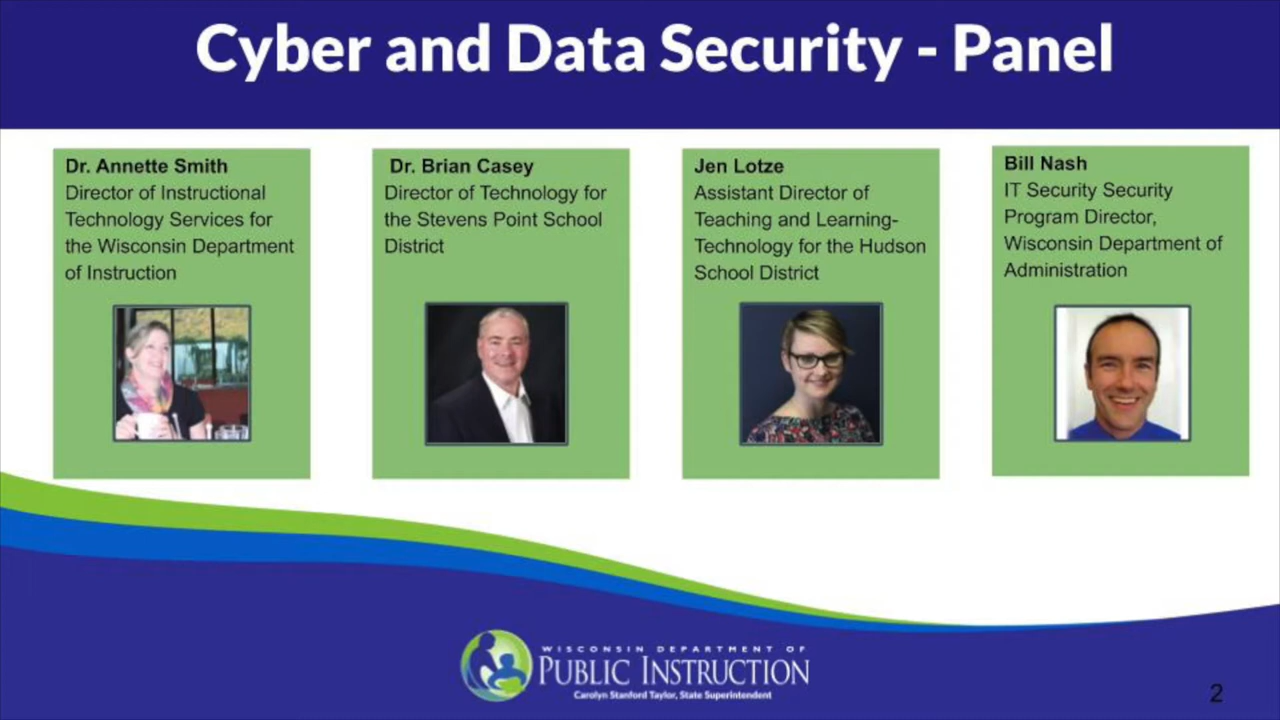 Cyber and Data Security - Panel
Dr. Annette Smith
Director of Instructional
Technology Services for
the Wisconsin Department
of Instruction
Dr. Brian Casey
Director of Technology for
the Stevens Point School
District
Jen Lotze
Assistant Director of
Teaching and Learning-
Technology for the Hudson
School District
Bill Nash
IT Security Security
Program Director,
Wisconsin Department of
Administration
WISCONSIN DEPARTMENT OF
PUBLIC INSTRUCTION
Carolyn Stanford Taylor, State Superintendent
2